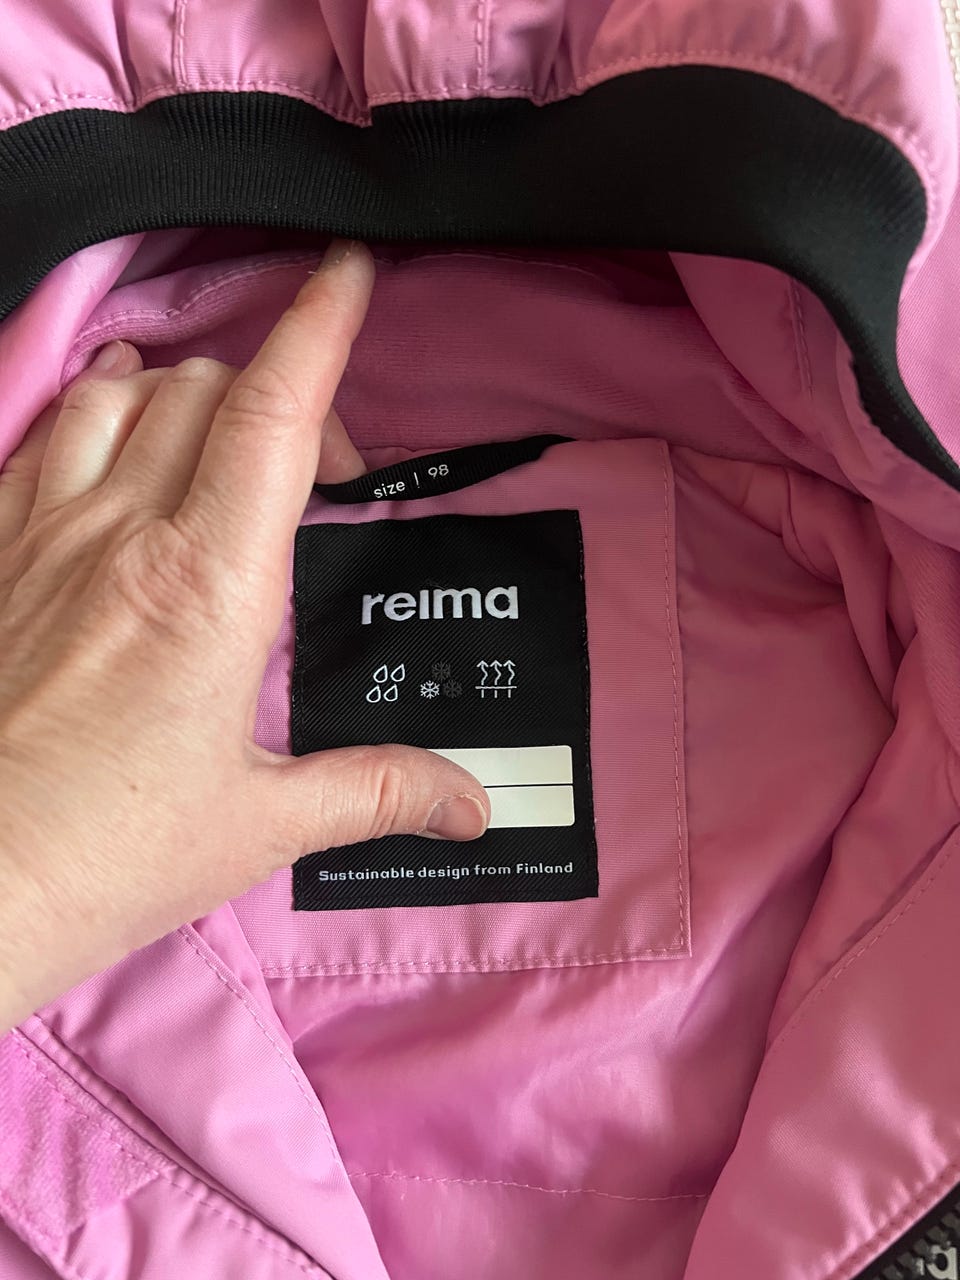 size | 98
reima
Sustainable design from Finland